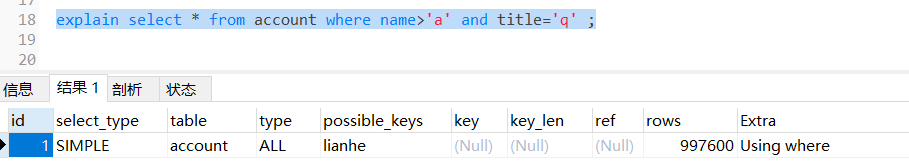 17
18 explain select * from account where name>'a' and title='q' ;
19
20
信息 结果 1 剖析 状态
id select_type table type possible_keys key key_len ref rows Extra
1 SIMPLE account ALL lianhe (Null) (Null) (Null) 997600 Using where